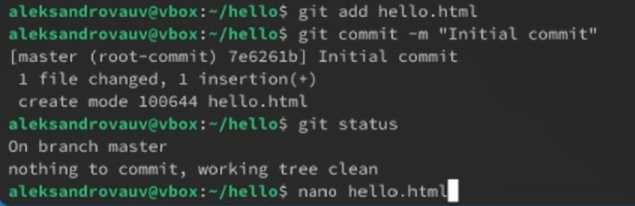 aleksandrovauv@vbox:~/hello$ git add hello.html
aleksandrovauv@vbox:~/hello$ git commit -m "Initial commit"
[master (root-commit) 7e6261b] Initial commit
 1 file changed, 1 insertion(+)
 create mode 100644 hello.html
aleksandrovauv@vbox:~/hello$ git status
On branch master
nothing to commit, working tree clean
aleksandrovauv@vbox:~/hello$ nano hello.html